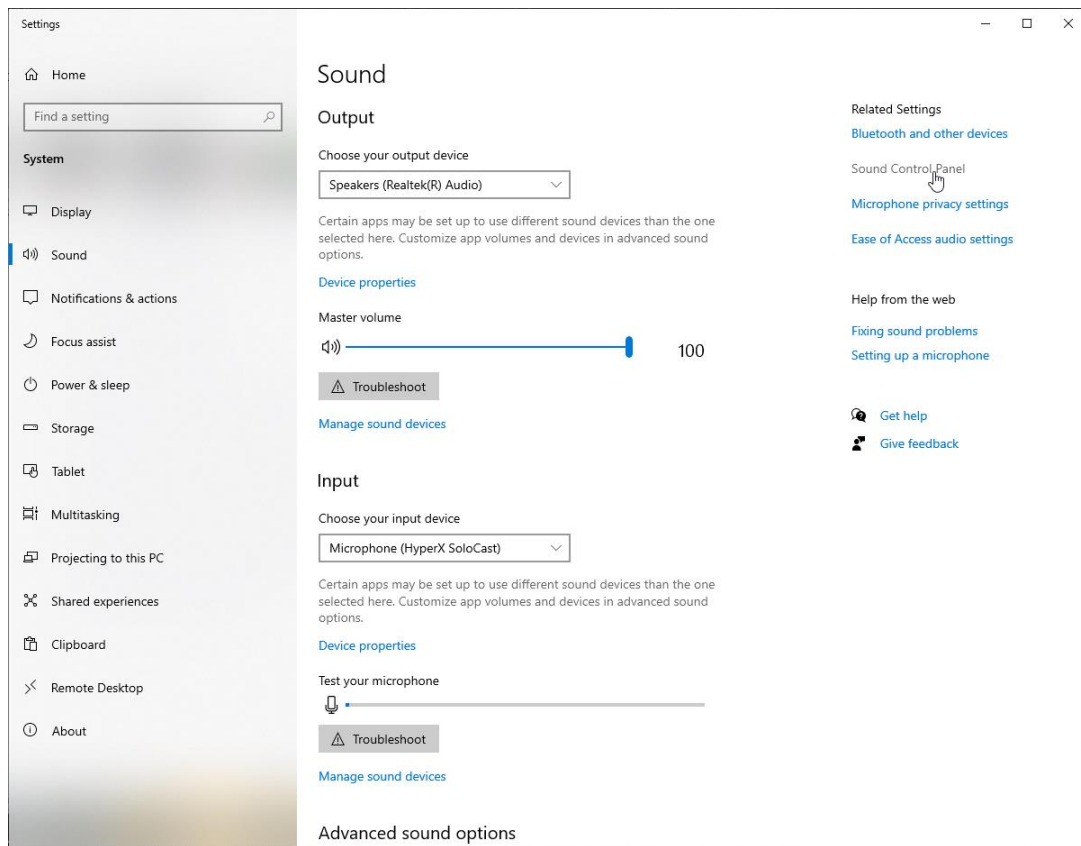 Settings
Home
Find a setting
System
Display
Sound
Notifications & actions
Focus assist
Power & sleep
Storage
Tablet
Multitasking
Projecting to this PC
Shared experiences
Clipboard
Remote Desktop
About
Sound
Output
Choose your output device
Speakers (Realtek(R) Audio)
Certain apps may be set up to use different sound devices than the one
selected here. Customize app volumes and devices in advanced sound
options.
Device properties
Master volume
100
Troubleshoot
Manage sound devices
Input
Choose your input device
Microphone (HyperX SoloCast)
Certain apps may be set up to use different sound devices than the one
selected here. Customize app volumes and devices in advanced sound
options.
Device properties
Test your microphone
Troubleshoot
Manage sound devices
Advanced sound options
Related Settings
Bluetooth and other devices
Sound Control Panel
Microphone privacy settings
Ease of Access audio settings
Help from the web
Fixing sound problems
Setting up a microphone
Get help
Give feedback